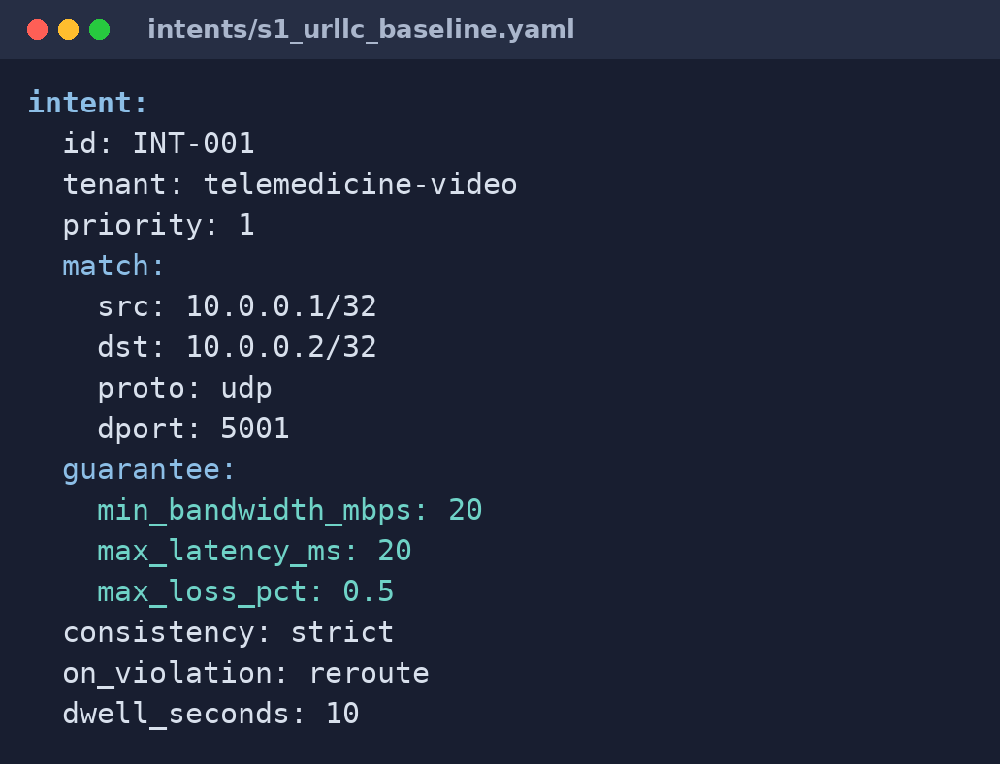 intents/s1_urllc_baseline.yaml
intent:
  id: INT-001
  tenant: telemedicine-video
  priority: 1
  match:
    src: 10.0.0.1/32
    dst: 10.0.0.2/32
    proto: udp
    dport: 5001
  guarantee:
    min_bandwidth_mbps: 20
    max_latency_ms: 20
    max_loss_pct: 0.5
  consistency: strict
  on_violation: reroute
  dwell_seconds: 10